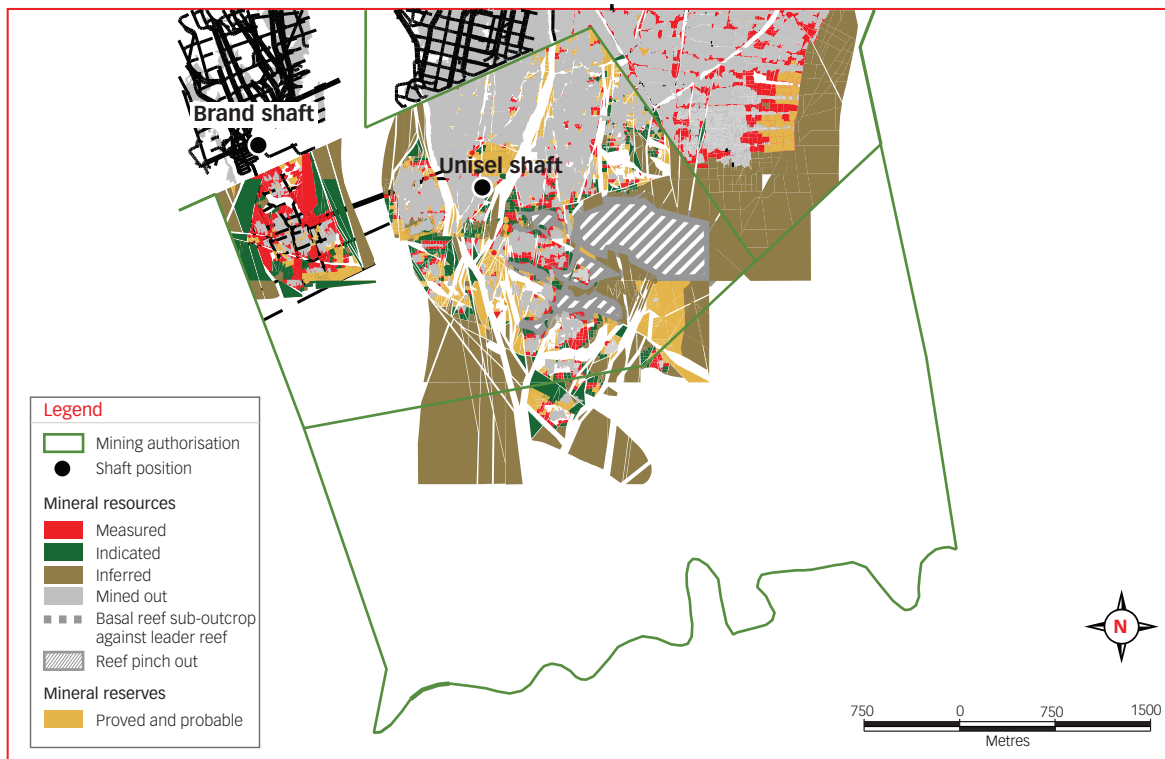 Brand shaft
Unisel shaft
Legend
Mining authorisation
Shaft position
Mineral resources
Measured
Indicated
Inferred
Mined out
Basal reef sub-outcrop
against leader reef
Reef pinch out
Mineral reserves
Proved and probable
N
750 0 750 1500
Metres